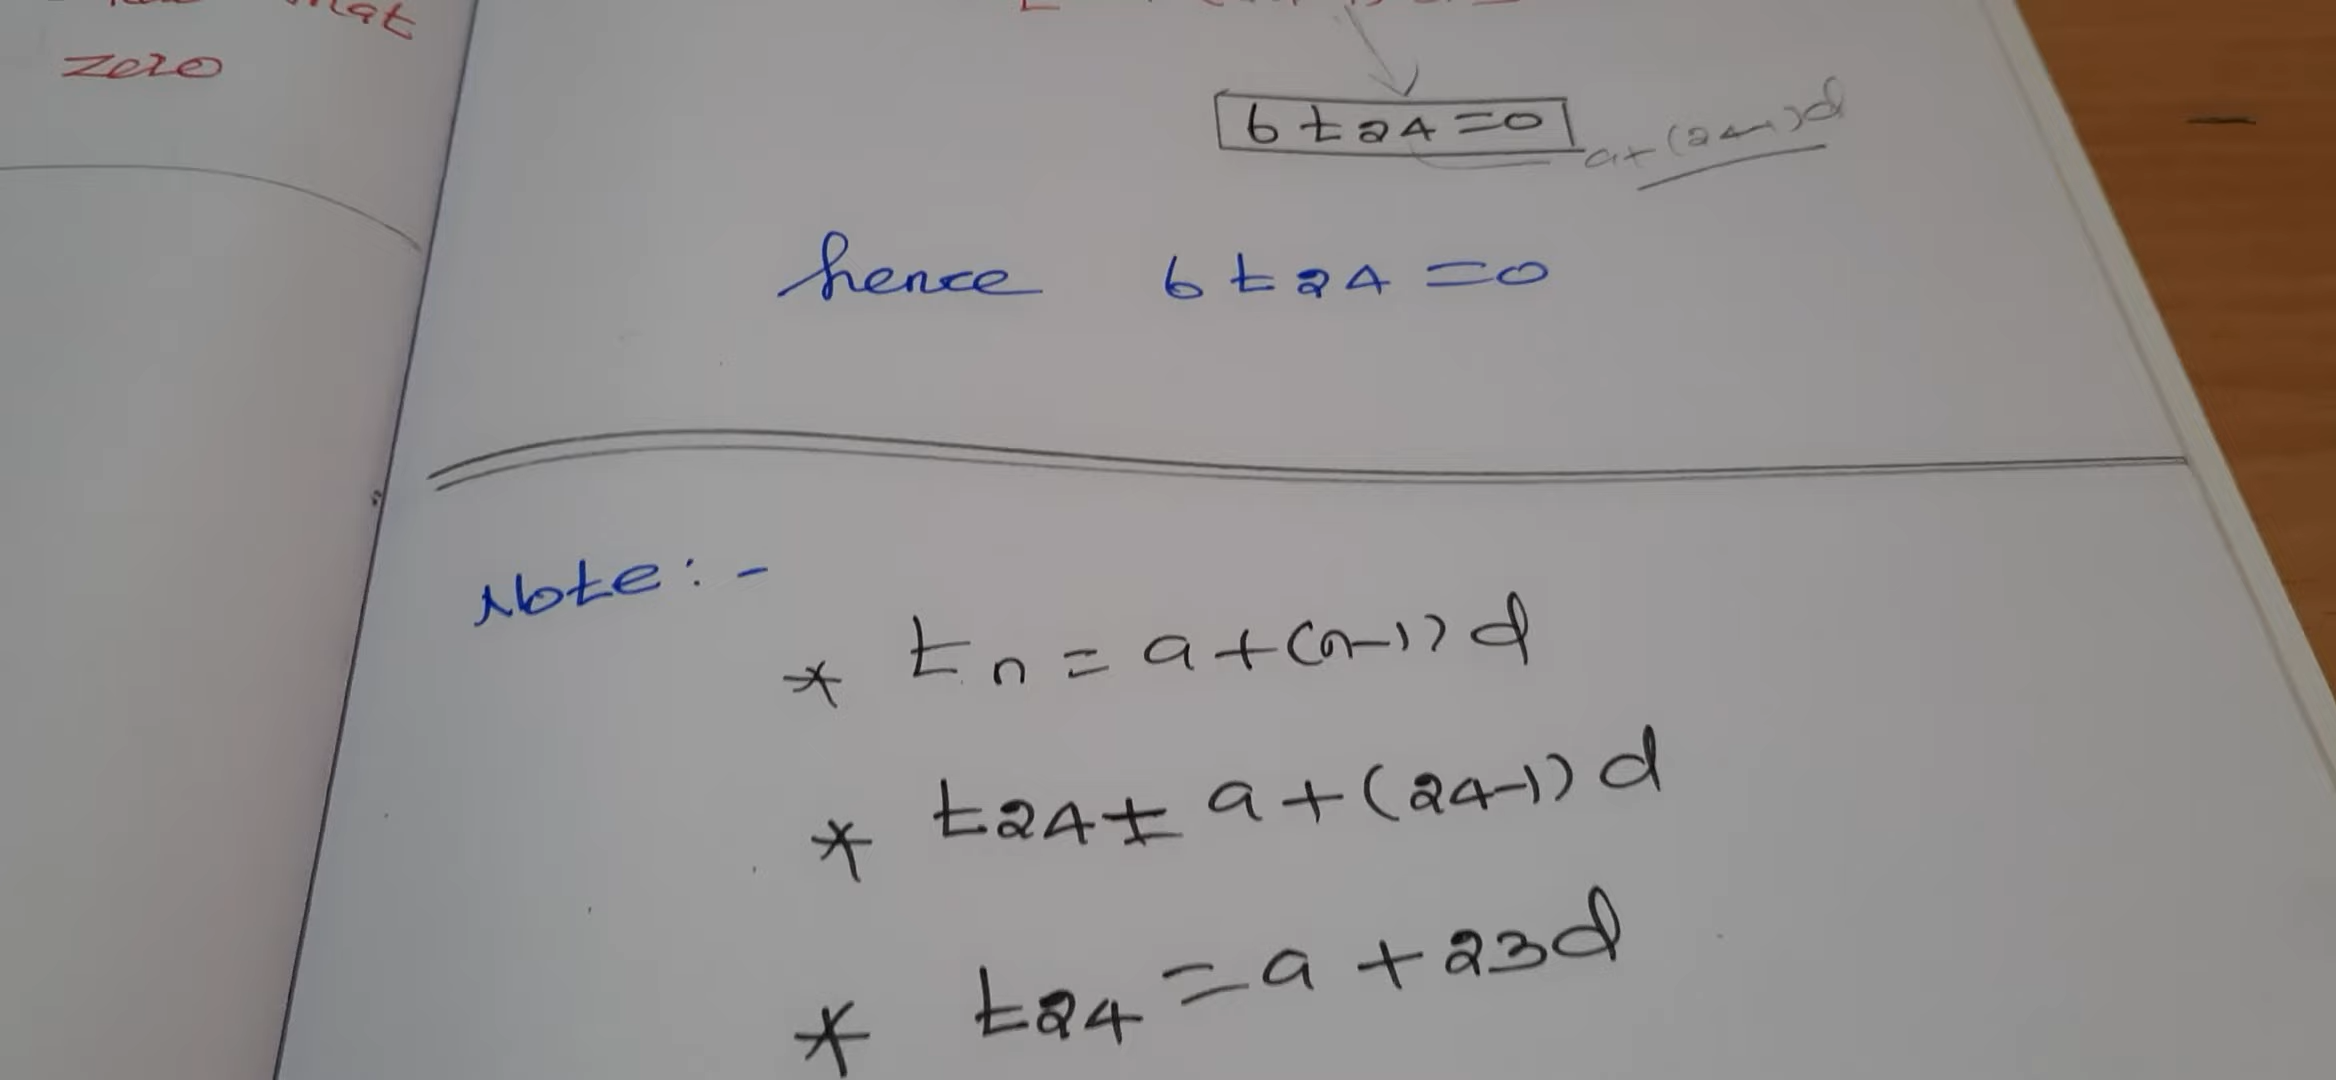 zero
6 t24 =0
a+(24-1)d
hence 6 t24 =0
Note:-
* tn = a+(n-1)d
* t24 ± a+(24-1)d
* t24 = a+23d